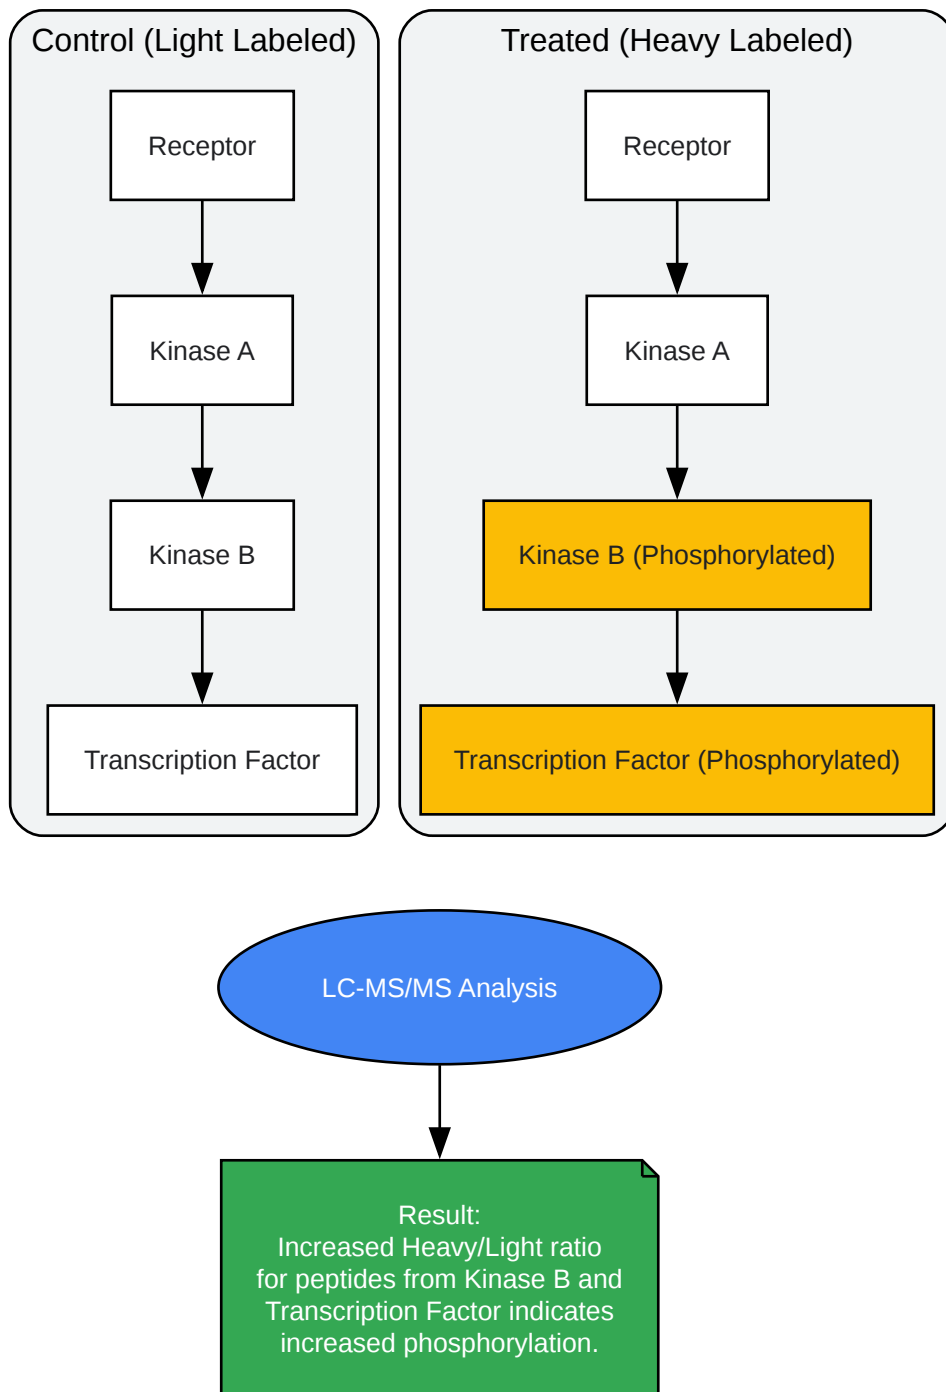 Control (Light Labeled)
Receptor
Kinase A
Kinase B
Transcription Factor
Treated (Heavy Labeled)
Receptor
Kinase A
Kinase B (Phosphorylated)
Transcription Factor (Phosphorylated)
LC-MS/MS Analysis
Result:
Increased Heavy/Light ratio
for peptides from Kinase B and
Transcription Factor indicates
increased phosphorylation.